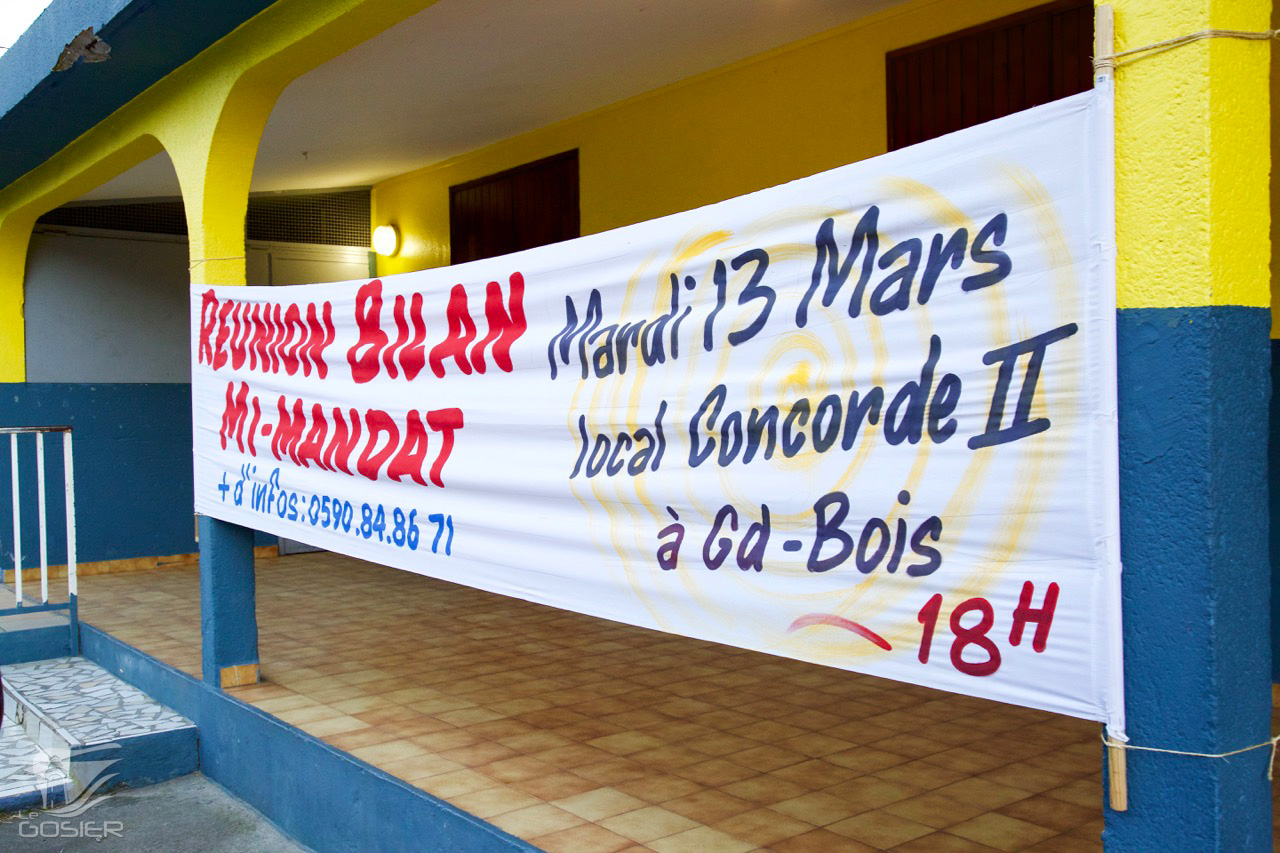 REUNION BILAN
MI-MANDAT
+ d'infos : 0590.84.86 71
Mardi 13 Mars
local Concorde II
à Gd-Bois
18H
Le
GOSIER